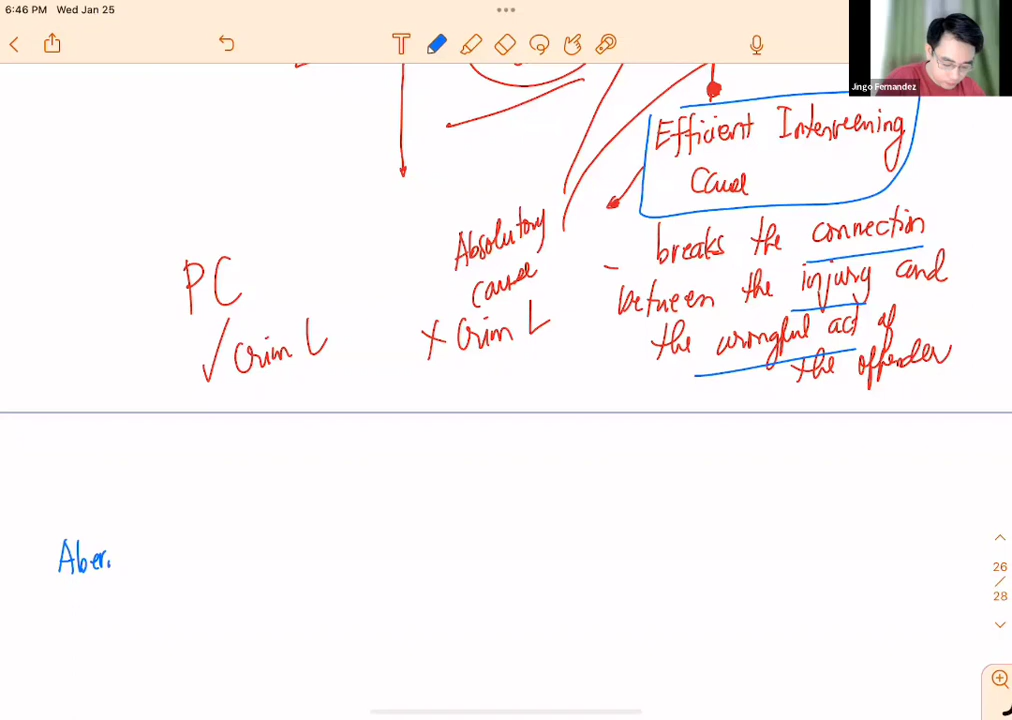 6:46 PM Wed Jan 25
T
Jingo Fernandez
Efficient Intervening
Cause
breaks the connection
between the injury and
the wrongful act of
the offender
Absolutory
cause
X Crim L
PC
✓ Crim L
Aber.
26
/
28